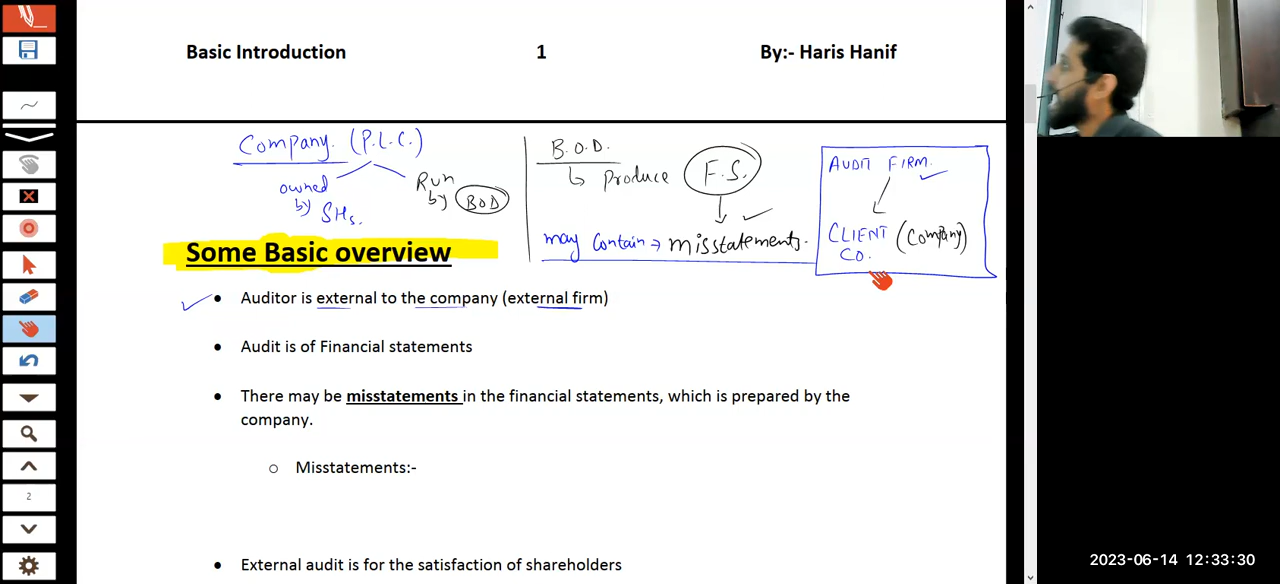 Basic Introduction 1 By:- Haris Hanif
Company (P.L.C.)
owned by SHs.
Run by BOD
B.O.D.
↳ produce F.S.
may contain → misstatements.
AUDIT FIRM.
CLIENT CO. (Company)
Some Basic overview
• Auditor is external to the company (external firm)
• Audit is of Financial statements
• There may be misstatements in the financial statements, which is prepared by the
company.
o Misstatements:-
• External audit is for the satisfaction of shareholders
2
2023-06-14 12:33:30